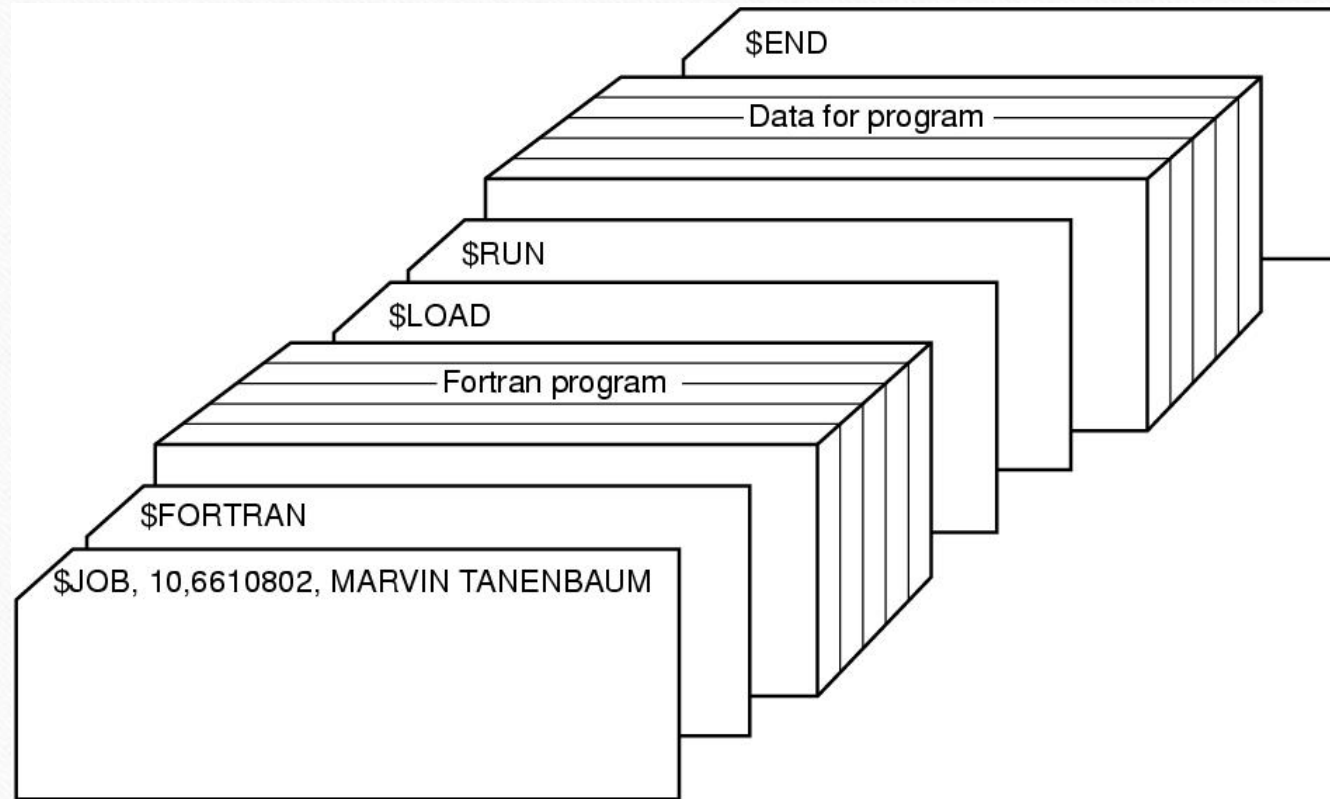 $END
Data for program
$RUN
$LOAD
Fortran program
$FORTRAN
$JOB, 10,6610802, MARVIN TANENBAUM